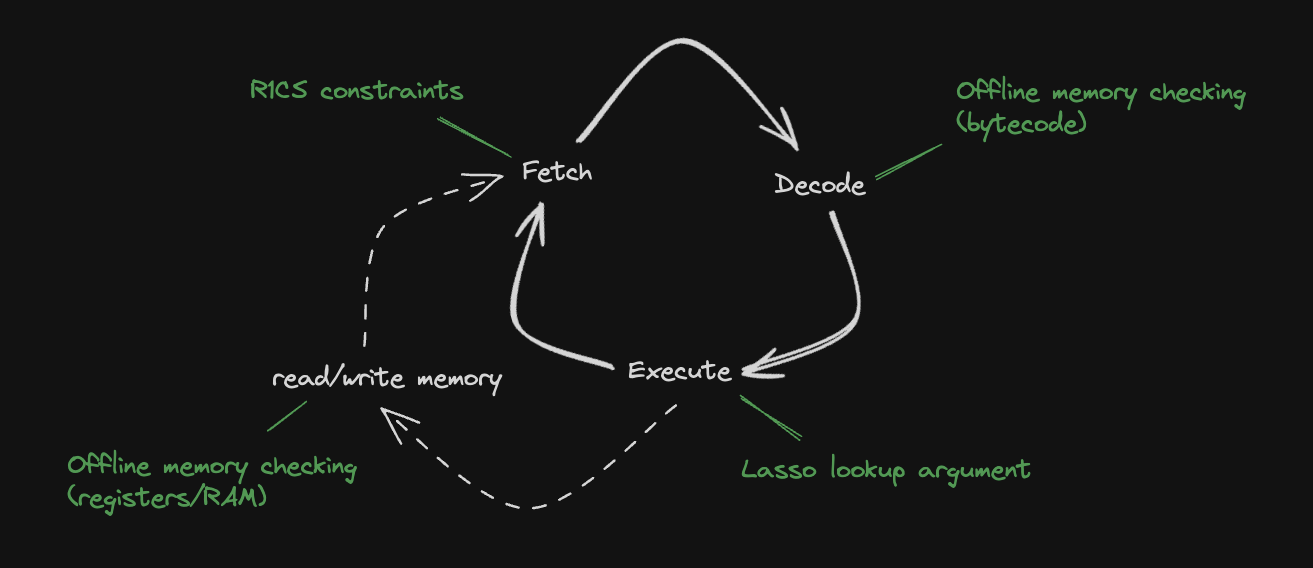 R1CS constraints
Offline memory checking
(bytecode)
Fetch
Decode
read/write memory
Execute
Offline memory checking
(registers/RAM)
Lasso lookup argument